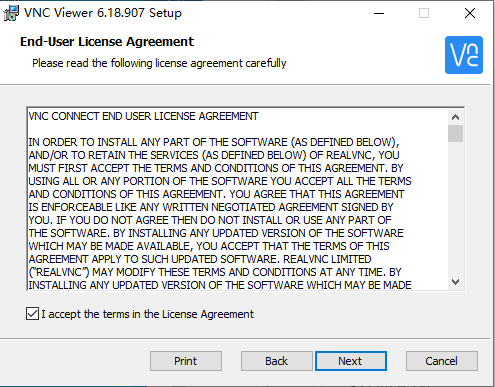 VNC Viewer 6.18.907 Setup
End-User License Agreement
Please read the following license agreement carefully
VNC CONNECT END USER LICENSE AGREEMENT
IN ORDER TO INSTALL ANY PART OF THE SOFTWARE (AS DEFINED BELOW),
AND/OR TO RETAIN THE SERVICES (AS DEFINED BELOW) OF REALVNC, YOU
MUST FIRST ACCEPT THE TERMS AND CONDITIONS OF THIS AGREEMENT. BY
USING ALL OR ANY PORTION OF THE SOFTWARE YOU ACCEPT ALL THE TERMS
AND CONDITIONS OF THIS AGREEMENT. YOU AGREE THAT THIS AGREEMENT
IS ENFORCEABLE LIKE ANY WRITTEN NEGOTIATED AGREEMENT SIGNED BY
YOU. IF YOU DO NOT AGREE THEN DO NOT INSTALL OR USE ANY PART OF
THE SOFTWARE. BY INSTALLING ANY UPDATED VERSION OF THE SOFTWARE
WHICH MAY BE MADE AVAILABLE, YOU ACCEPT THAT THE TERMS OF THIS
AGREEMENT APPLY TO SUCH UPDATED SOFTWARE. REALVNC LIMITED
("REALVNC") MAY MODIFY THESE TERMS AND CONDITIONS AT ANY TIME. BY
INSTALLING ANY UPDATED VERSION OF THE SOFTWARE WHICH MAY BE MADE
I accept the terms in the License Agreement
Print
Back
Next
Cancel